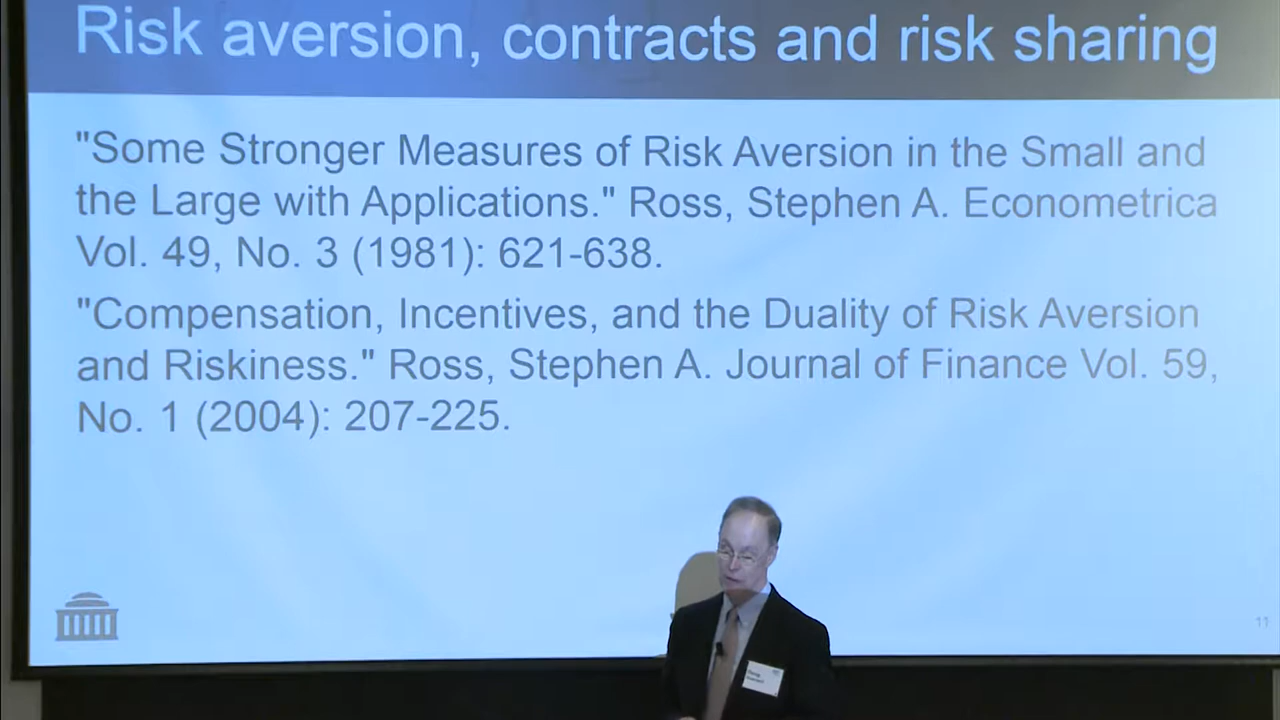 Risk aversion, contracts and risk sharing
"Some Stronger Measures of Risk Aversion in the Small and
the Large with Applications." Ross, Stephen A. Econometrica
Vol. 49, No. 3 (1981): 621-638.
"Compensation, Incentives, and the Duality of Risk Aversion
and Riskiness." Ross, Stephen A. Journal of Finance Vol. 59,
No. 1 (2004): 207-225.
11